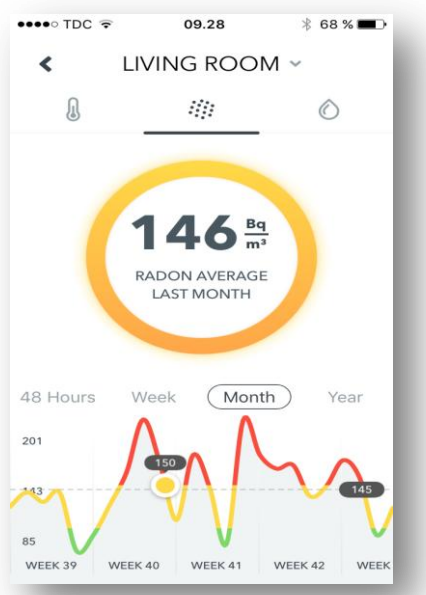 TDC 09.28 68 %
LIVING ROOM
146 Bq/m³
RADON AVERAGE
LAST MONTH
48 Hours Week Month Year
201
150
143 145
85
WEEK 39 WEEK 40 WEEK 41 WEEK 42 WEEK